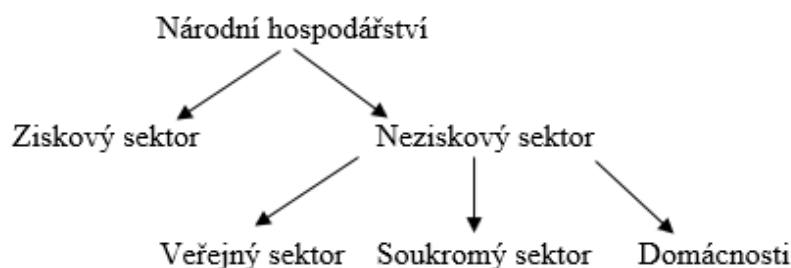 Národní hospodářství
Ziskový sektor Neziskový sektor
Veřejný sektor Soukromý sektor Domácnosti